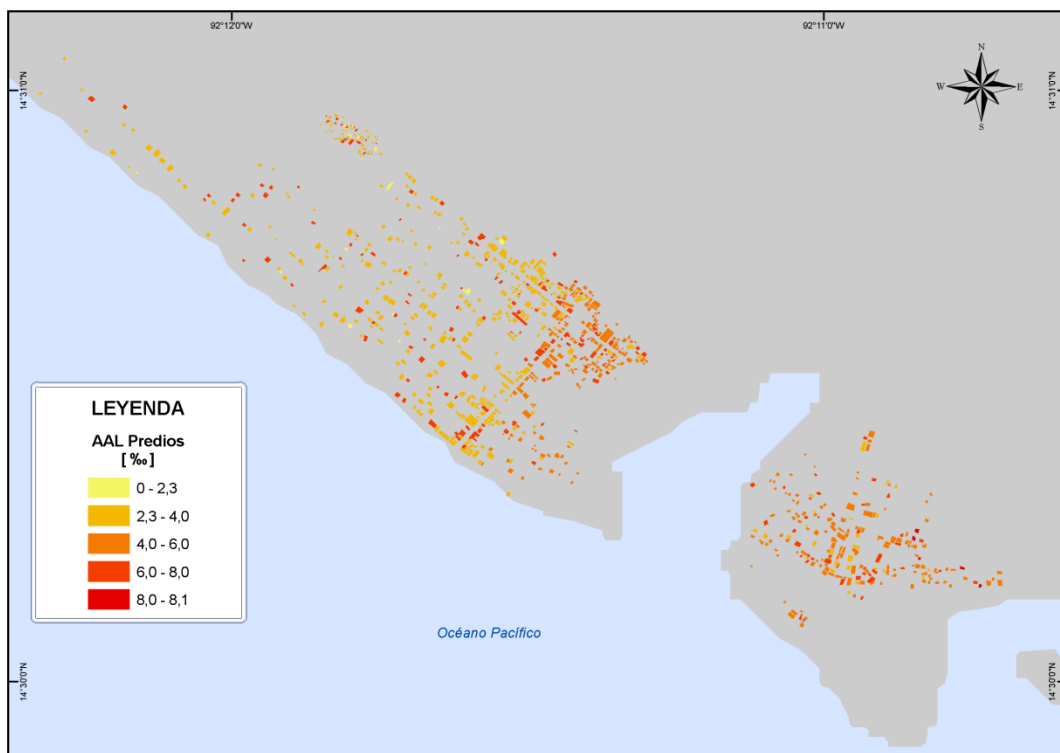 92°12'0"W
92°11'0"W
N
W
E
S
14°31'0"N
14°31'0"N
LEYENDA
AAL Predios
[ ‰ ]
0 - 2,3
2,3 - 4,0
4,0 - 6,0
6,0 - 8,0
8,0 - 8,1
Océano Pacífico
14°30'0"N
14°30'0"N